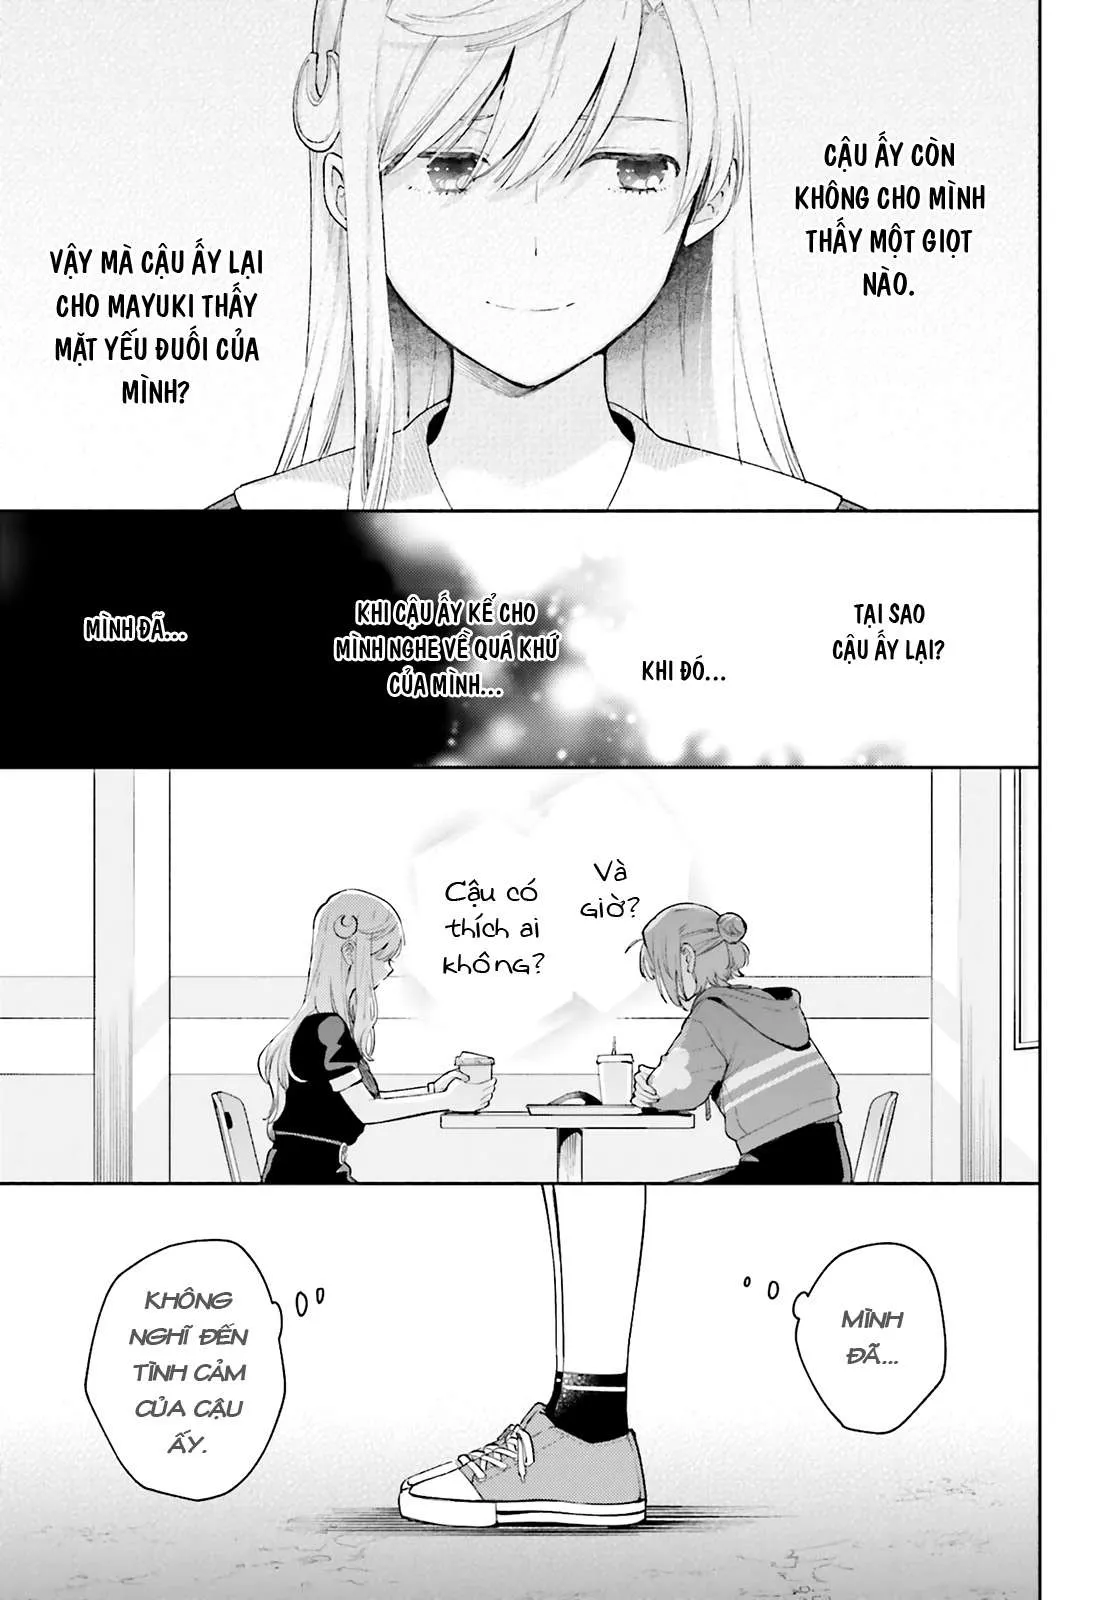 CẬU ẤY CÒN
KHÔNG CHO MÌNH
THẤY MỘT GIỌT
NÀO.
VẬY MÀ CẬU ẤY LẠI
CHO MAYUKI THẤY
MẶT YẾU ĐUỐI CỦA
MÌNH?
TẠI SAO
CẬU ẤY LẠI?
KHI ĐÓ...
KHI CẬU ẤY KỂ CHO
MÌNH NGHE VỀ QUÁ KHỨ
CỦA MÌNH...
MÌNH ĐÃ...
Và
giờ?
Cậu có
thích ai
không?
MÌNH
ĐÃ...
KHÔNG
NGHĨ ĐẾN
TÌNH CẢM
CỦA CẬU
ẤY.